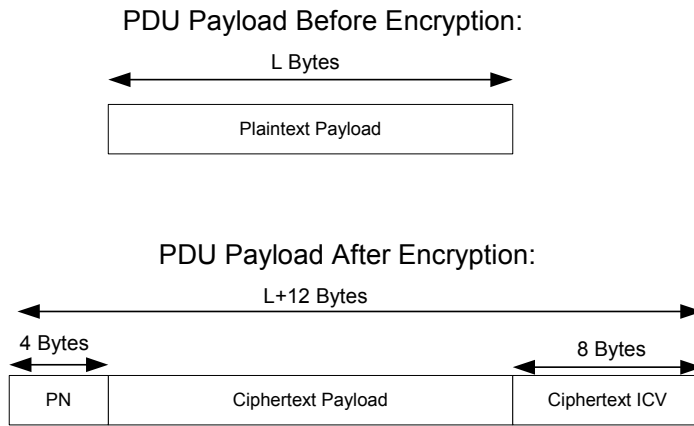 PDU Payload Before Encryption:
L Bytes
Plaintext Payload
PDU Payload After Encryption:
L+12 Bytes
4 Bytes
8 Bytes
PN
Ciphertext Payload
Ciphertext ICV